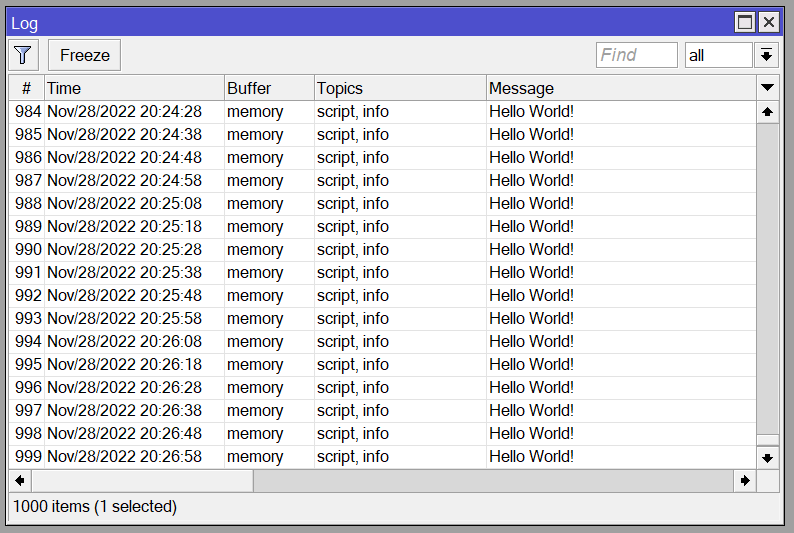 Log
Freeze Find all
# Time Buffer Topics Message
984 Nov/28/2022 20:24:28 memory script, info Hello World!
985 Nov/28/2022 20:24:38 memory script, info Hello World!
986 Nov/28/2022 20:24:48 memory script, info Hello World!
987 Nov/28/2022 20:24:58 memory script, info Hello World!
988 Nov/28/2022 20:25:08 memory script, info Hello World!
989 Nov/28/2022 20:25:18 memory script, info Hello World!
990 Nov/28/2022 20:25:28 memory script, info Hello World!
991 Nov/28/2022 20:25:38 memory script, info Hello World!
992 Nov/28/2022 20:25:48 memory script, info Hello World!
993 Nov/28/2022 20:25:58 memory script, info Hello World!
994 Nov/28/2022 20:26:08 memory script, info Hello World!
995 Nov/28/2022 20:26:18 memory script, info Hello World!
996 Nov/28/2022 20:26:28 memory script, info Hello World!
997 Nov/28/2022 20:26:38 memory script, info Hello World!
998 Nov/28/2022 20:26:48 memory script, info Hello World!
999 Nov/28/2022 20:26:58 memory script, info Hello World!
1000 items (1 selected)